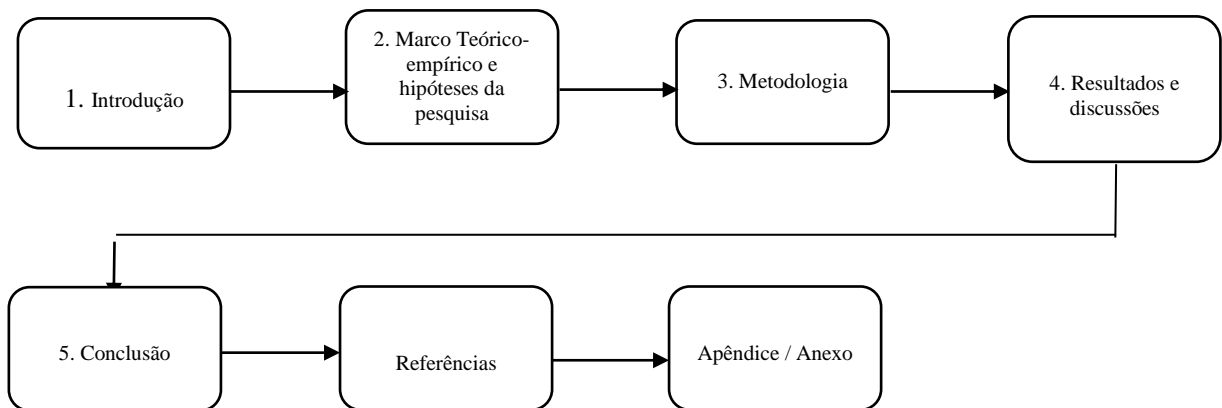 1. Introdução
2. Marco Teórico-
empírico e
hipóteses da
pesquisa
3. Metodologia
4. Resultados e
discussões
5. Conclusão
Referências
Apêndice / Anexo